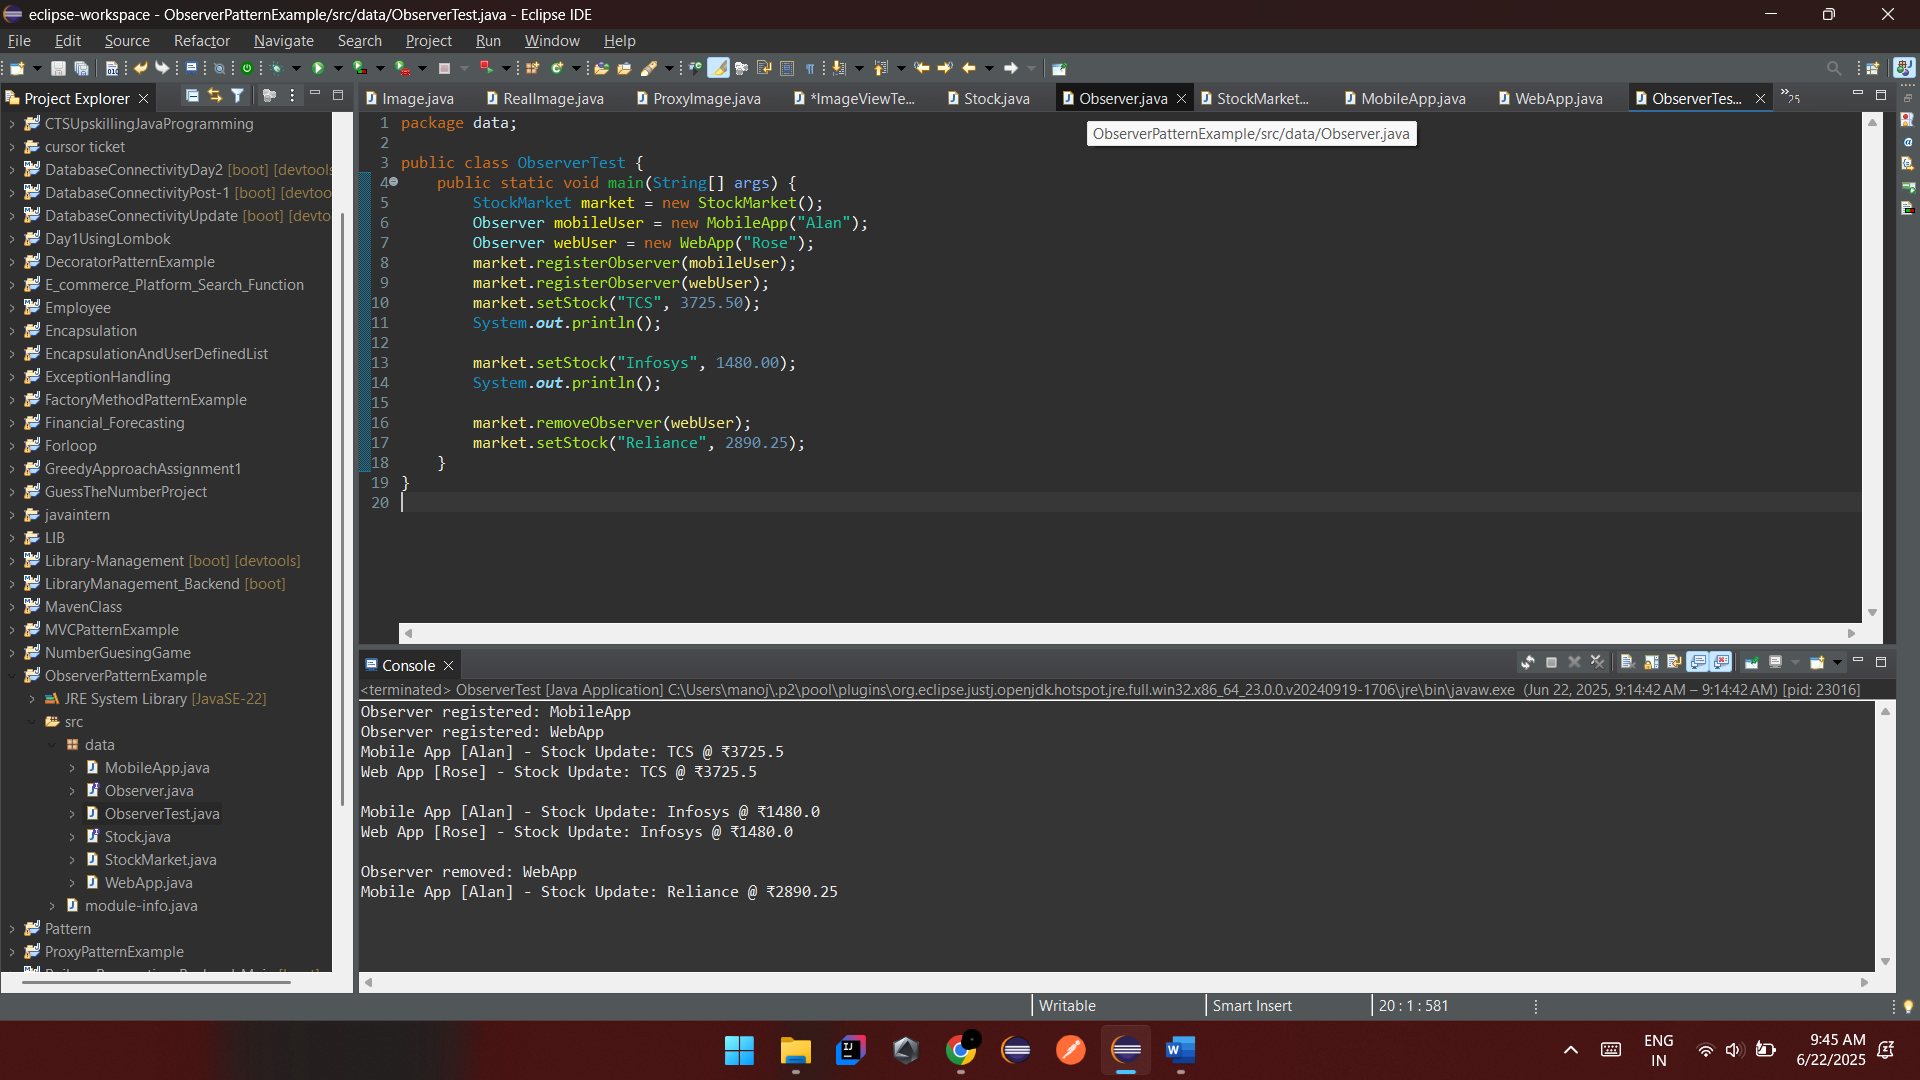 eclipse-workspace - ObserverPatternExample/src/data/ObserverTest.java - Eclipse IDE
File Edit Source Refactor Navigate Search Project Run Window Help
Project Explorer
CTSUpskillingJavaProgramming
cursor ticket
DatabaseConnectivityDay2 [boot] [devtools
DatabaseConnectivityPost-1 [boot] [devtoo
DatabaseConnectivityUpdate [boot] [devto
Day1UsingLombok
DecoratorPatternExample
E_commerce_Platform_Search_Function
Employee
Encapsulation
EncapsulationAndUserDefinedList
ExceptionHandling
FactoryMethodPatternExample
Financial_Forecasting
Forloop
GreedyApproachAssignment1
GuessTheNumberProject
javaintern
LIB
Library-Management [boot] [devtools]
LibraryManagement_Backend [boot]
MavenClass
MVCPatternExample
NumberGuesingGame
ObserverPatternExample
JRE System Library [JavaSE-22]
src
data
MobileApp.java
Observer.java
ObserverTest.java
Stock.java
StockMarket.java
WebApp.java
module-info.java
Pattern
ProxyPatternExample
Image.java RealImage.java ProxyImage.java *ImageViewTe... Stock.java Observer.java StockMarket... MobileApp.java WebApp.java ObserverTes... »25
ObserverPatternExample/src/data/Observer.java
1 package data;
2
3 public class ObserverTest {
4 public static void main(String[] args) {
5 StockMarket market = new StockMarket();
6 Observer mobileUser = new MobileApp("Alan");
7 Observer webUser = new WebApp("Rose");
8 market.registerObserver(mobileUser);
9 market.registerObserver(webUser);
10 market.setStock("TCS", 3725.50);
11 System.out.println();
12
13 market.setStock("Infosys", 1480.00);
14 System.out.println();
15
16 market.removeObserver(webUser);
17 market.setStock("Reliance", 2890.25);
18 }
19 }
20
Console
<terminated> ObserverTest [Java Application] C:\Users\manoj\.p2\pool\plugins\org.eclipse.justj.openjdk.hotspot.jre.full.win32.x86_64_23.0.0.v20240919-1706\jre\bin\javaw.exe (Jun 22, 2025, 9:14:42 AM – 9:14:42 AM) [pid: 23016]
Observer registered: MobileApp
Observer registered: WebApp
Mobile App [Alan] - Stock Update: TCS @ ₹3725.5
Web App [Rose] - Stock Update: TCS @ ₹3725.5
Mobile App [Alan] - Stock Update: Infosys @ ₹1480.0
Web App [Rose] - Stock Update: Infosys @ ₹1480.0
Observer removed: WebApp
Mobile App [Alan] - Stock Update: Reliance @ ₹2890.25
Writable Smart Insert 20 : 1 : 581
ENG
IN
9:45 AM
6/22/2025